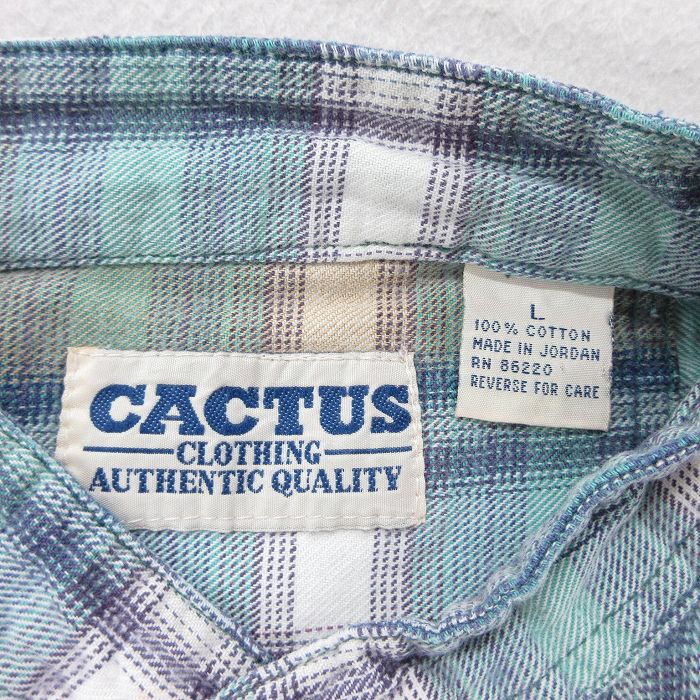 CACTUS
CLOTHING
AUTHENTIC QUALITY
L
100% COTTON
MADE IN JORDAN
RN 86220
REVERSE FOR CARE